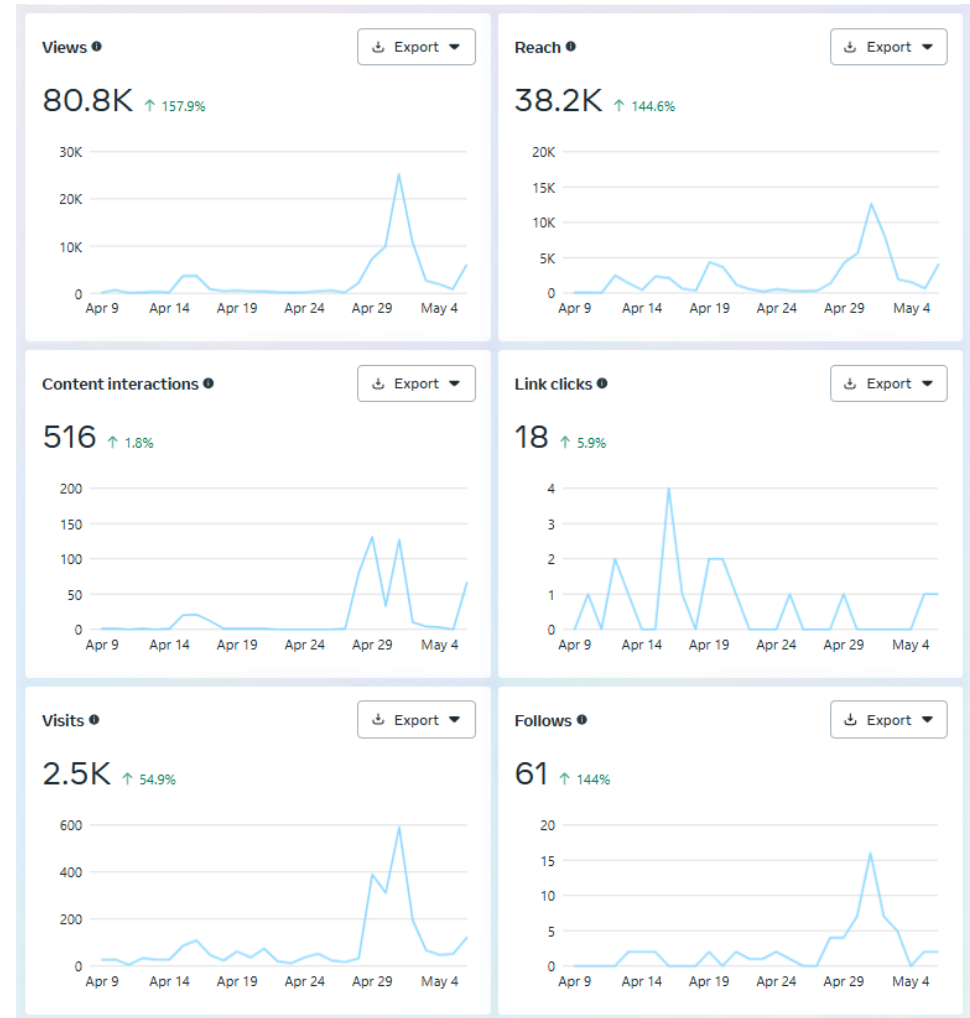 Views
Export
80.8K ↑ 157.9%
30K
20K
10K
0
Apr 9 Apr 14 Apr 19 Apr 24 Apr 29 May 4
Reach
Export
38.2K ↑ 144.6%
20K
15K
10K
5K
0
Apr 9 Apr 14 Apr 19 Apr 24 Apr 29 May 4
Content interactions
Export
516 ↑ 1.8%
200
150
100
50
0
Apr 9 Apr 14 Apr 19 Apr 24 Apr 29 May 4
Link clicks
Export
18 ↑ 5.9%
4
3
2
1
0
Apr 9 Apr 14 Apr 19 Apr 24 Apr 29 May 4
Visits
Export
2.5K ↑ 54.9%
600
400
200
0
Apr 9 Apr 14 Apr 19 Apr 24 Apr 29 May 4
Follows
Export
61 ↑ 144%
20
15
10
5
0
Apr 9 Apr 14 Apr 19 Apr 24 Apr 29 May 4